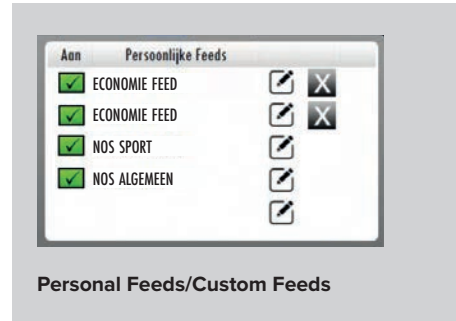 Aan Persoonlijke Feeds
ECONOMIE FEED X
ECONOMIE FEED X
NOS SPORT
NOS ALGEMEEN
Personal Feeds/Custom Feeds